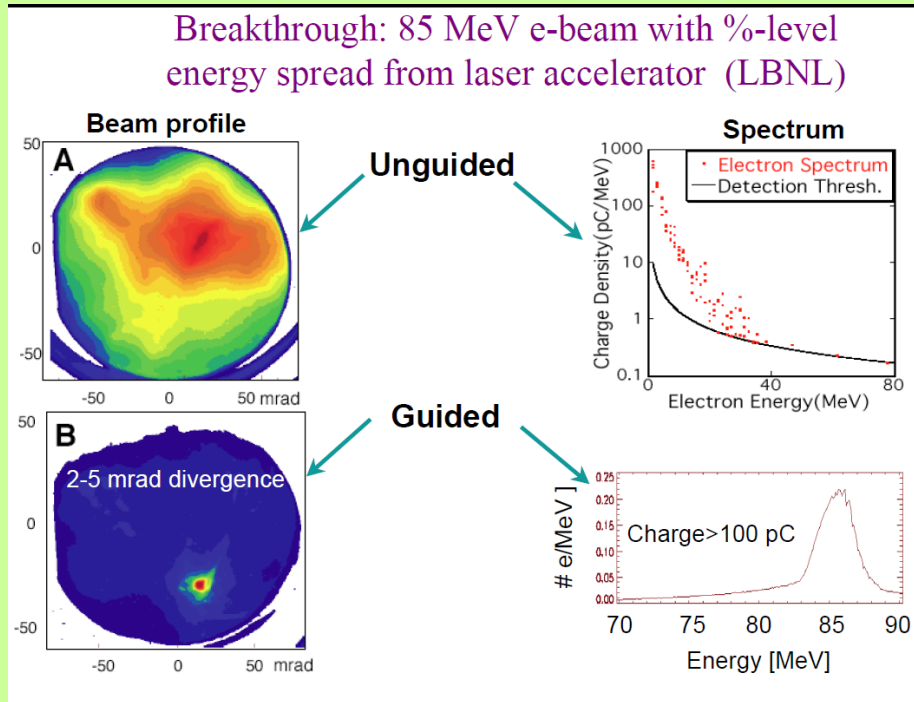 Breakthrough: 85 MeV e-beam with %-level
energy spread from laser accelerator (LBNL)
Beam profile
A
50
0
-50
-50
0
50 mrad
Unguided
Spectrum
Electron Spectrum
Detection Thresh.
Charge Density(pC/MeV)
1000
100
10
1
0.1
0
40
80
Electron Energy(MeV)
Guided
B
2-5 mrad divergence
50
0
-50
-50
0
50
mrad
# e/MeV ]
0.25
0.20
0.15
0.10
0.05
0.00
Charge>100 pC
70
75
80
85
90
Energy [MeV]